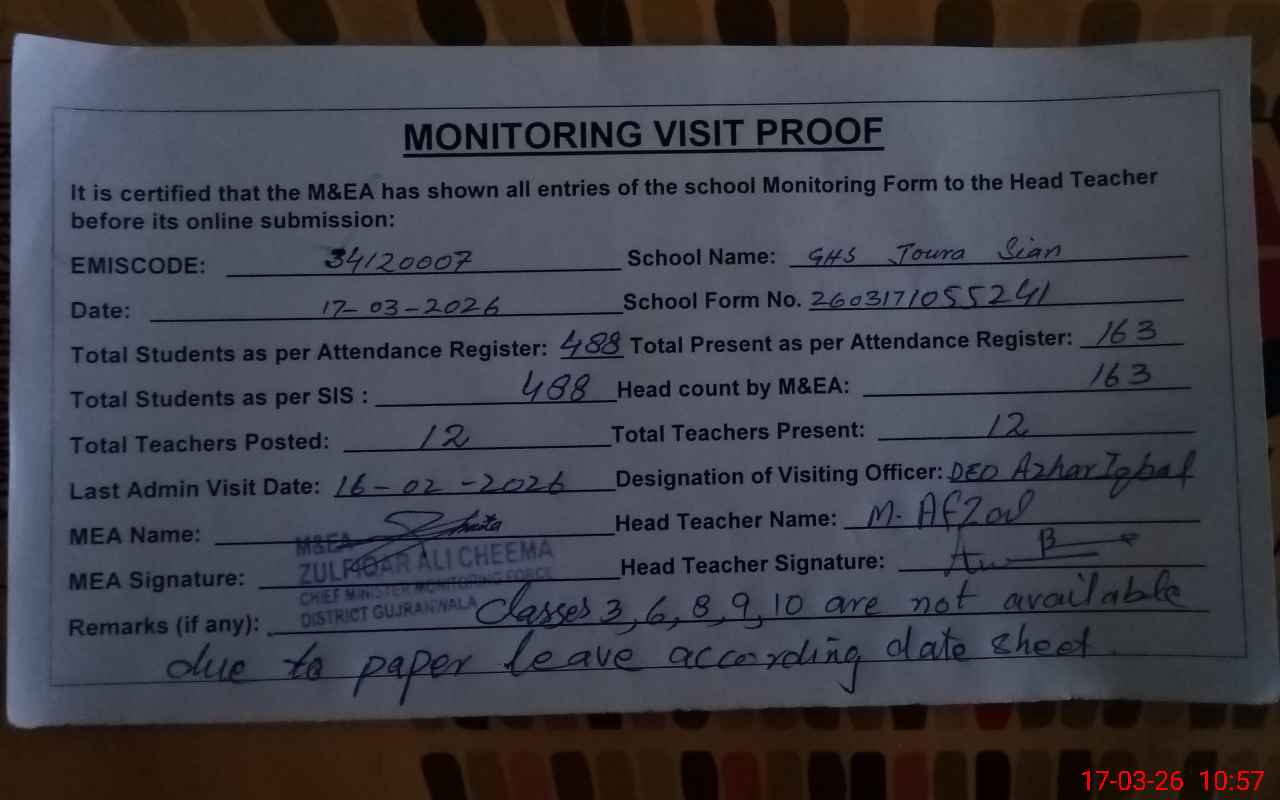 MONITORING VISIT PROOF
It is certified that the M&EA has shown all entries of the school Monitoring Form to the Head Teacher
before its online submission:
EMISCODE: 34120007 School Name: GHS Joura Sian
Date: 17-03-2026 School Form No. 2603171055241
Total Students as per Attendance Register: 488 Total Present as per Attendance Register: 163
Total Students as per SIS : 488 Head count by M&EA: 163
Total Teachers Posted: 12 Total Teachers Present: 12
Last Admin Visit Date: 16-02-2026 Designation of Visiting Officer: DEO Azhar Iqbal
MEA Name: Head Teacher Name: M. Afzal
M&EA
ZULFIQAR ALI CHEEMA
MEA Signature: Head Teacher Signature:
CHIEF MINISTER MONITORING FORCE
DISTRICT GUJRANWALA
Remarks (if any): Classes 3, 6, 8, 9, 10 are not available
due to paper leave according date sheet.
17-03-26 10:57